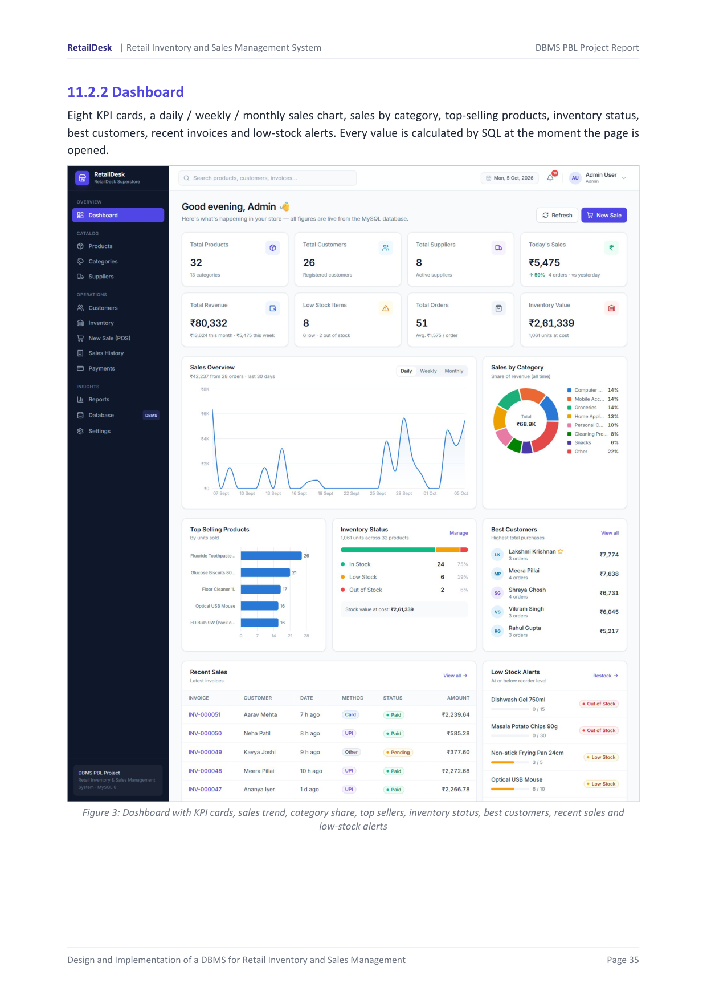 RetailDesk | Retail Inventory and Sales Management System
DBMS PBL Project Report
11.2.2 Dashboard
Eight KPI cards, a daily / weekly / monthly sales chart, sales by category, top-selling products, inventory status,
best customers, recent invoices and low-stock alerts. Every value is calculated by SQL at the moment the page is
opened.
RetailDesk
RetailDesk Superstore
OVERVIEW
Dashboard
CATALOG
Products
Categories
Suppliers
OPERATIONS
Customers
Inventory
New Sale (POS)
Sales History
Payments
INSIGHTS
Reports
Database DBMS
Settings
DBMS PBL Project
Retail Inventory & Sales Management
System · MySQL 8
Search products, customers, invoices...
Mon, 5 Oct, 2026
11
AU
Admin User
Admin
Good evening, Admin 👋
Here's what's happening in your store — all figures are live from the MySQL database.
Refresh
New Sale
Total Products
32
13 categories
Total Customers
26
Registered customers
Total Suppliers
8
Active suppliers
Today's Sales
₹5,475
↑ 59% 4 orders · vs yesterday
Total Revenue
₹80,332
₹13,624 this month · ₹5,475 this week
Low Stock Items
8
6 low · 2 out of stock
Total Orders
51
Avg. ₹1,575 / order
Inventory Value
₹2,61,339
1,061 units at cost
Sales Overview
₹42,237 from 28 orders · last 30 days
Daily Weekly Monthly
₹8K
₹6K
₹4K
₹2K
₹0
07 Sept 10 Sept 13 Sept 16 Sept 19 Sept 22 Sept 25 Sept 28 Sept 01 Oct 05 Oct
Sales by Category
Share of revenue (all time)
Total
₹68.9K
Computer ... 14%
Mobile Acc... 14%
Groceries 14%
Home Appl... 13%
Personal C... 10%
Cleaning Pro... 8%
Snacks 6%
Other 22%
Top Selling Products
By units sold
Fluoride Toothpaste... 26
Glucose Biscuits 80... 21
Floor Cleaner 1L 17
Optical USB Mouse 16
ED Bulb 9W (Pack o... 16
0 7 14 21 28
Inventory Status
1,061 units across 32 products
Manage
In Stock 24 75%
Low Stock 6 19%
Out of Stock 2 6%
Stock value at cost: ₹2,61,339
Best Customers
Highest total purchases
View all
LK Lakshmi Krishnan ₹7,774
3 orders
MP Meera Pillai ₹7,638
4 orders
SG Shreya Ghosh ₹6,731
4 orders
VS Vikram Singh ₹6,045
3 orders
RG Rahul Gupta ₹5,217
3 orders
Recent Sales
Latest invoices
View all →
INVOICE CUSTOMER DATE METHOD STATUS AMOUNT
INV-000051 Aarav Mehta 7 h ago Card Paid ₹2,239.64
INV-000050 Neha Patil 8 h ago UPI Paid ₹585.28
INV-000049 Kavya Joshi 9 h ago Other Pending ₹377.60
INV-000048 Meera Pillai 10 h ago UPI Paid ₹2,272.68
INV-000047 Ananya Iyer 1 d ago UPI Paid ₹2,266.78
Low Stock Alerts
At or below reorder level
Restock →
Dishwash Gel 750ml
0 / 15
Out of Stock
Masala Potato Chips 90g
0 / 30
Out of Stock
Non-stick Frying Pan 24cm
3 / 5
Low Stock
Optical USB Mouse
6 / 10
Low Stock
Figure 3: Dashboard with KPI cards, sales trend, category share, top sellers, inventory status, best customers, recent sales and
low-stock alerts
Design and Implementation of a DBMS for Retail Inventory and Sales Management
Page 35